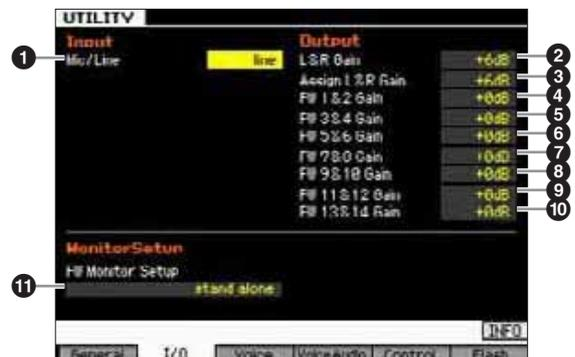 UTILITY
Input
Output
1 Mic/Line line
L&R Gain +6dB 2
Assign L&R Gain +6dB 3
FW 1&2 Gain +0dB 4
FW 3&4 Gain +0dB 5
FW 5&6 Gain +0dB 6
FW 7&8 Gain +0dB 7
FW 9&10 Gain +0dB 8
FW 11&12 Gain +0dB 9
FW 13&14 Gain +0dB 10
MonitorSetup
FW Monitor Setup
11 stand alone
INFO
General I/O Voice VoiceAudio Control Flash